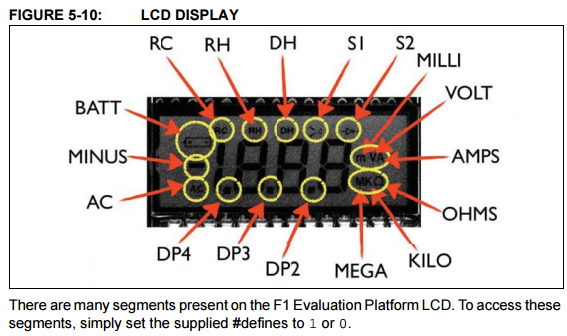 FIGURE 5-10: LCD DISPLAY
RC RH DH S1 S2
MILLI
BATT
VOLT
RC RH DH
MINUS
m VA
AMPS
AC
AC
MK
OHMS
DP4 DP3 DP2
MEGA
KILO
There are many segments present on the F1 Evaluation Platform LCD. To access these
segments, simply set the supplied #defines to 1 or 0.